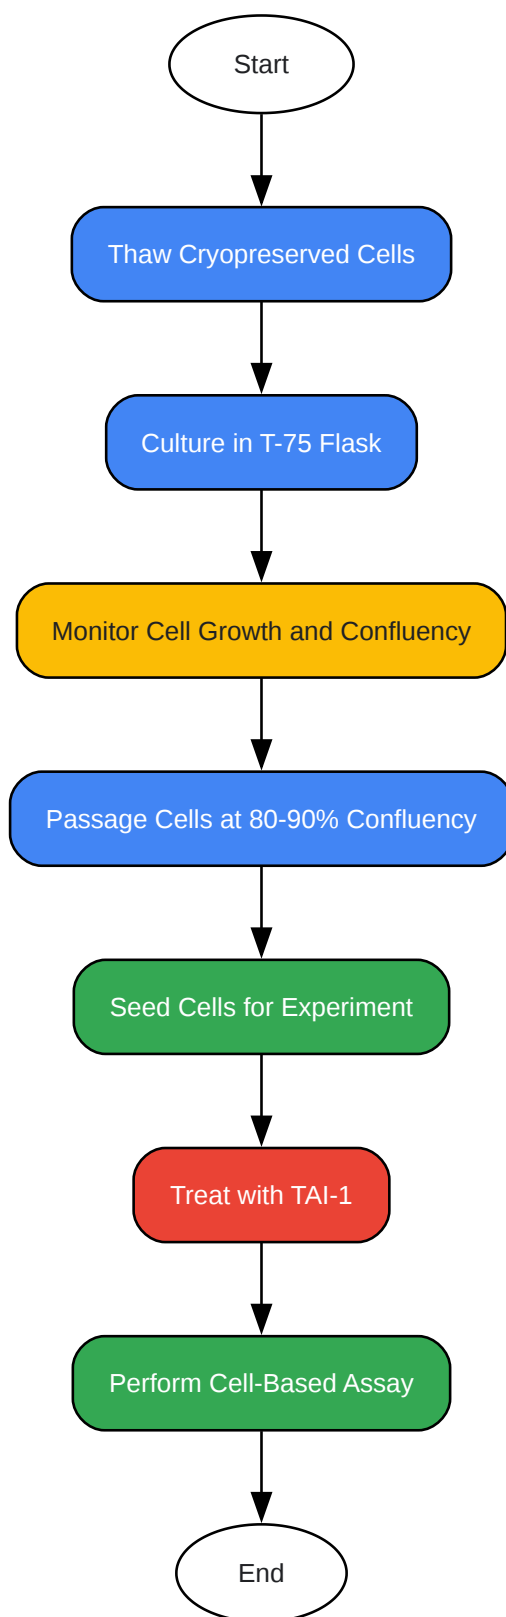 Start
Thaw Cryopreserved Cells
Culture in T-75 Flask
Monitor Cell Growth and Confluency
Passage Cells at 80-90% Confluency
Seed Cells for Experiment
Treat with TAI-1
Perform Cell-Based Assay
End